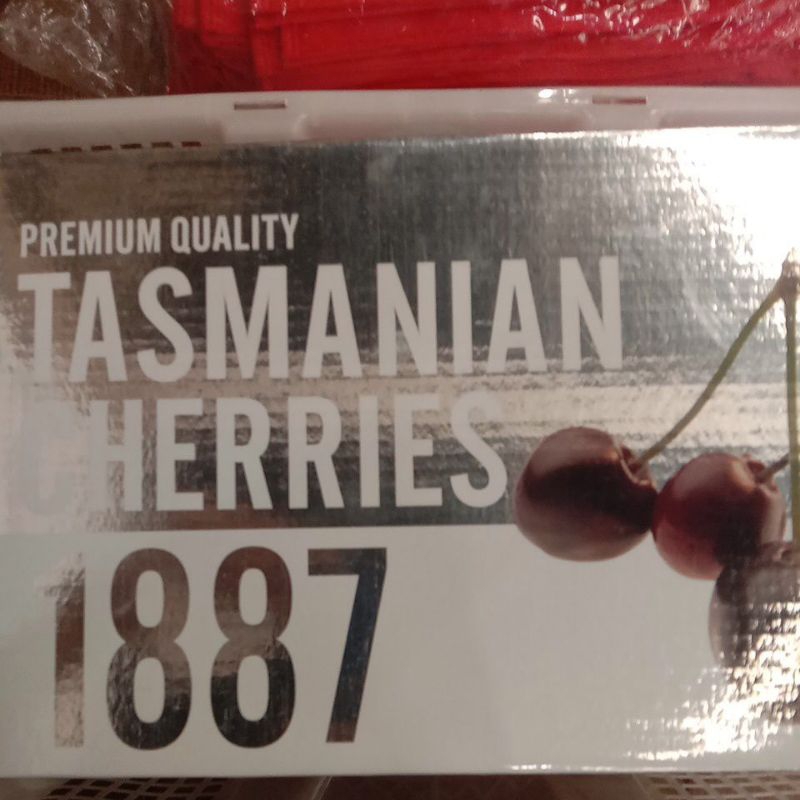 PREMIUM QUALITY
TASMANIAN
CHERRIES
1887